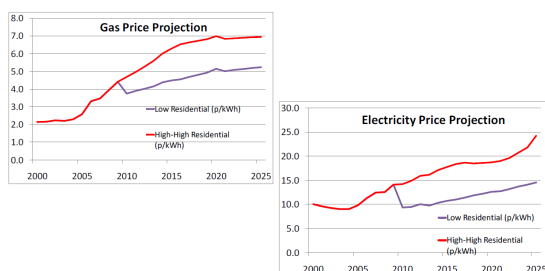 Gas Price Projection
8.0
7.0
6.0
5.0
4.0
3.0
2.0
1.0
0.0
2000 2005 2010 2015 2020 2025
Low Residential (p/kWh)
High-High Residential
(p/kWh)
Electricity Price Projection
30.0
25.0
20.0
15.0
10.0
5.0
0.0
2000 2005 2010 2015 2020 2025
Low Residential (p/kWh)
High-High Residential
(p/kWh)